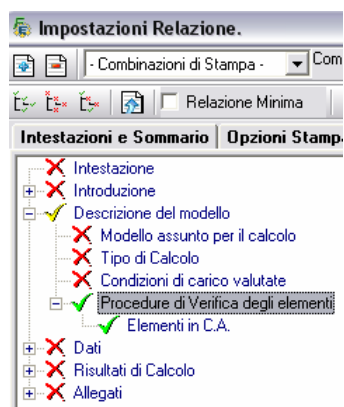 Impostazioni Relazione.
- Combinazioni di Stampa - Com
Relazione Minima
Intestazioni e Sommario Opzioni Stamp
Intestazione
Introduzione
Descrizione del modello
Modello assunto per il calcolo
Tipo di Calcolo
Condizioni di carico valutate
Procedure di Verifica degli elementi
Elementi in C.A.
Dati
Risultati di Calcolo
Allegati